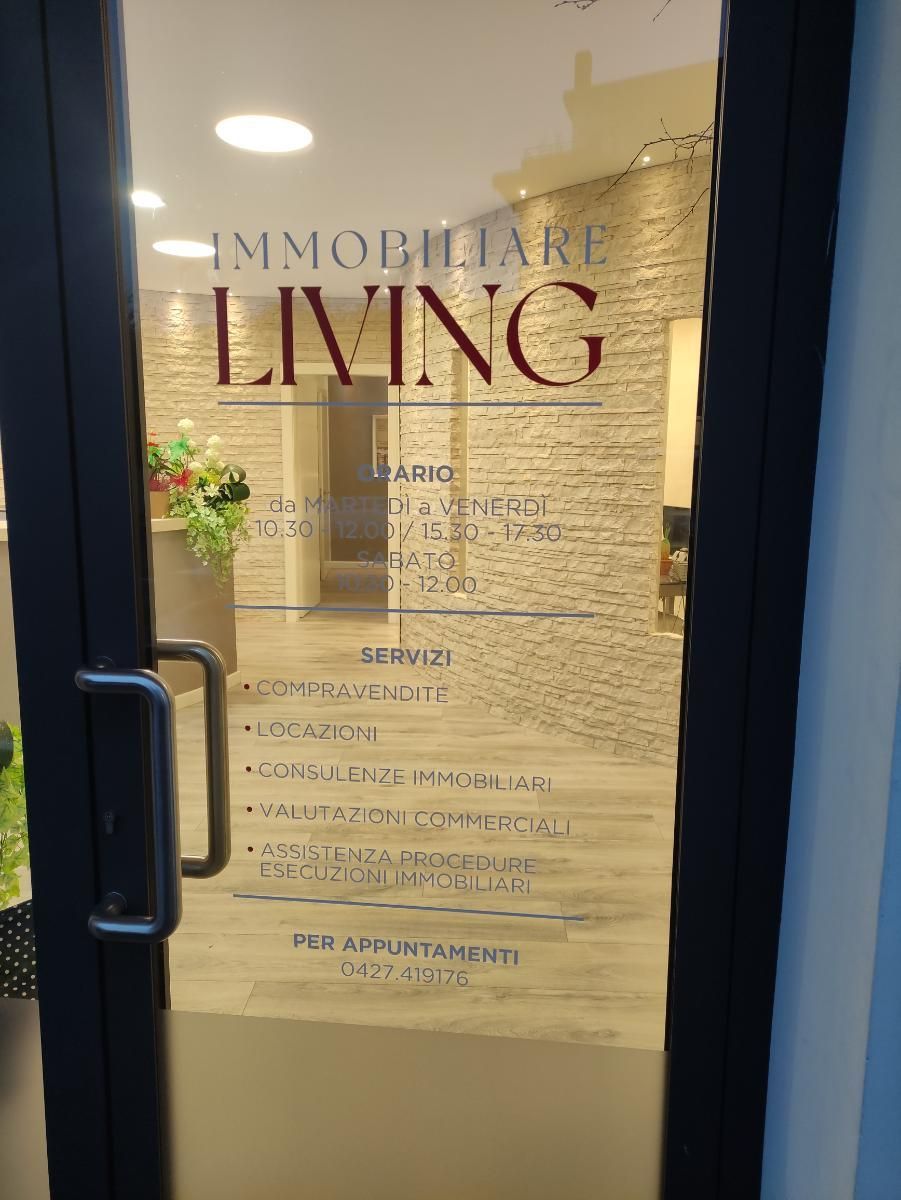 IMMOBILIARE
LIVING
ORARIO
da MARTEDÌ a VENERDÌ
10.30 - 12.00 / 15.30 - 17.30
SABATO
10.30 - 12.00
SERVIZI
• COMPRAVENDITE
• LOCAZIONI
• CONSULENZE IMMOBILIARI
• VALUTAZIONI COMMERCIALI
• ASSISTENZA PROCEDURE
ESECUZIONI IMMOBILIARI
PER APPUNTAMENTI
0427.419176